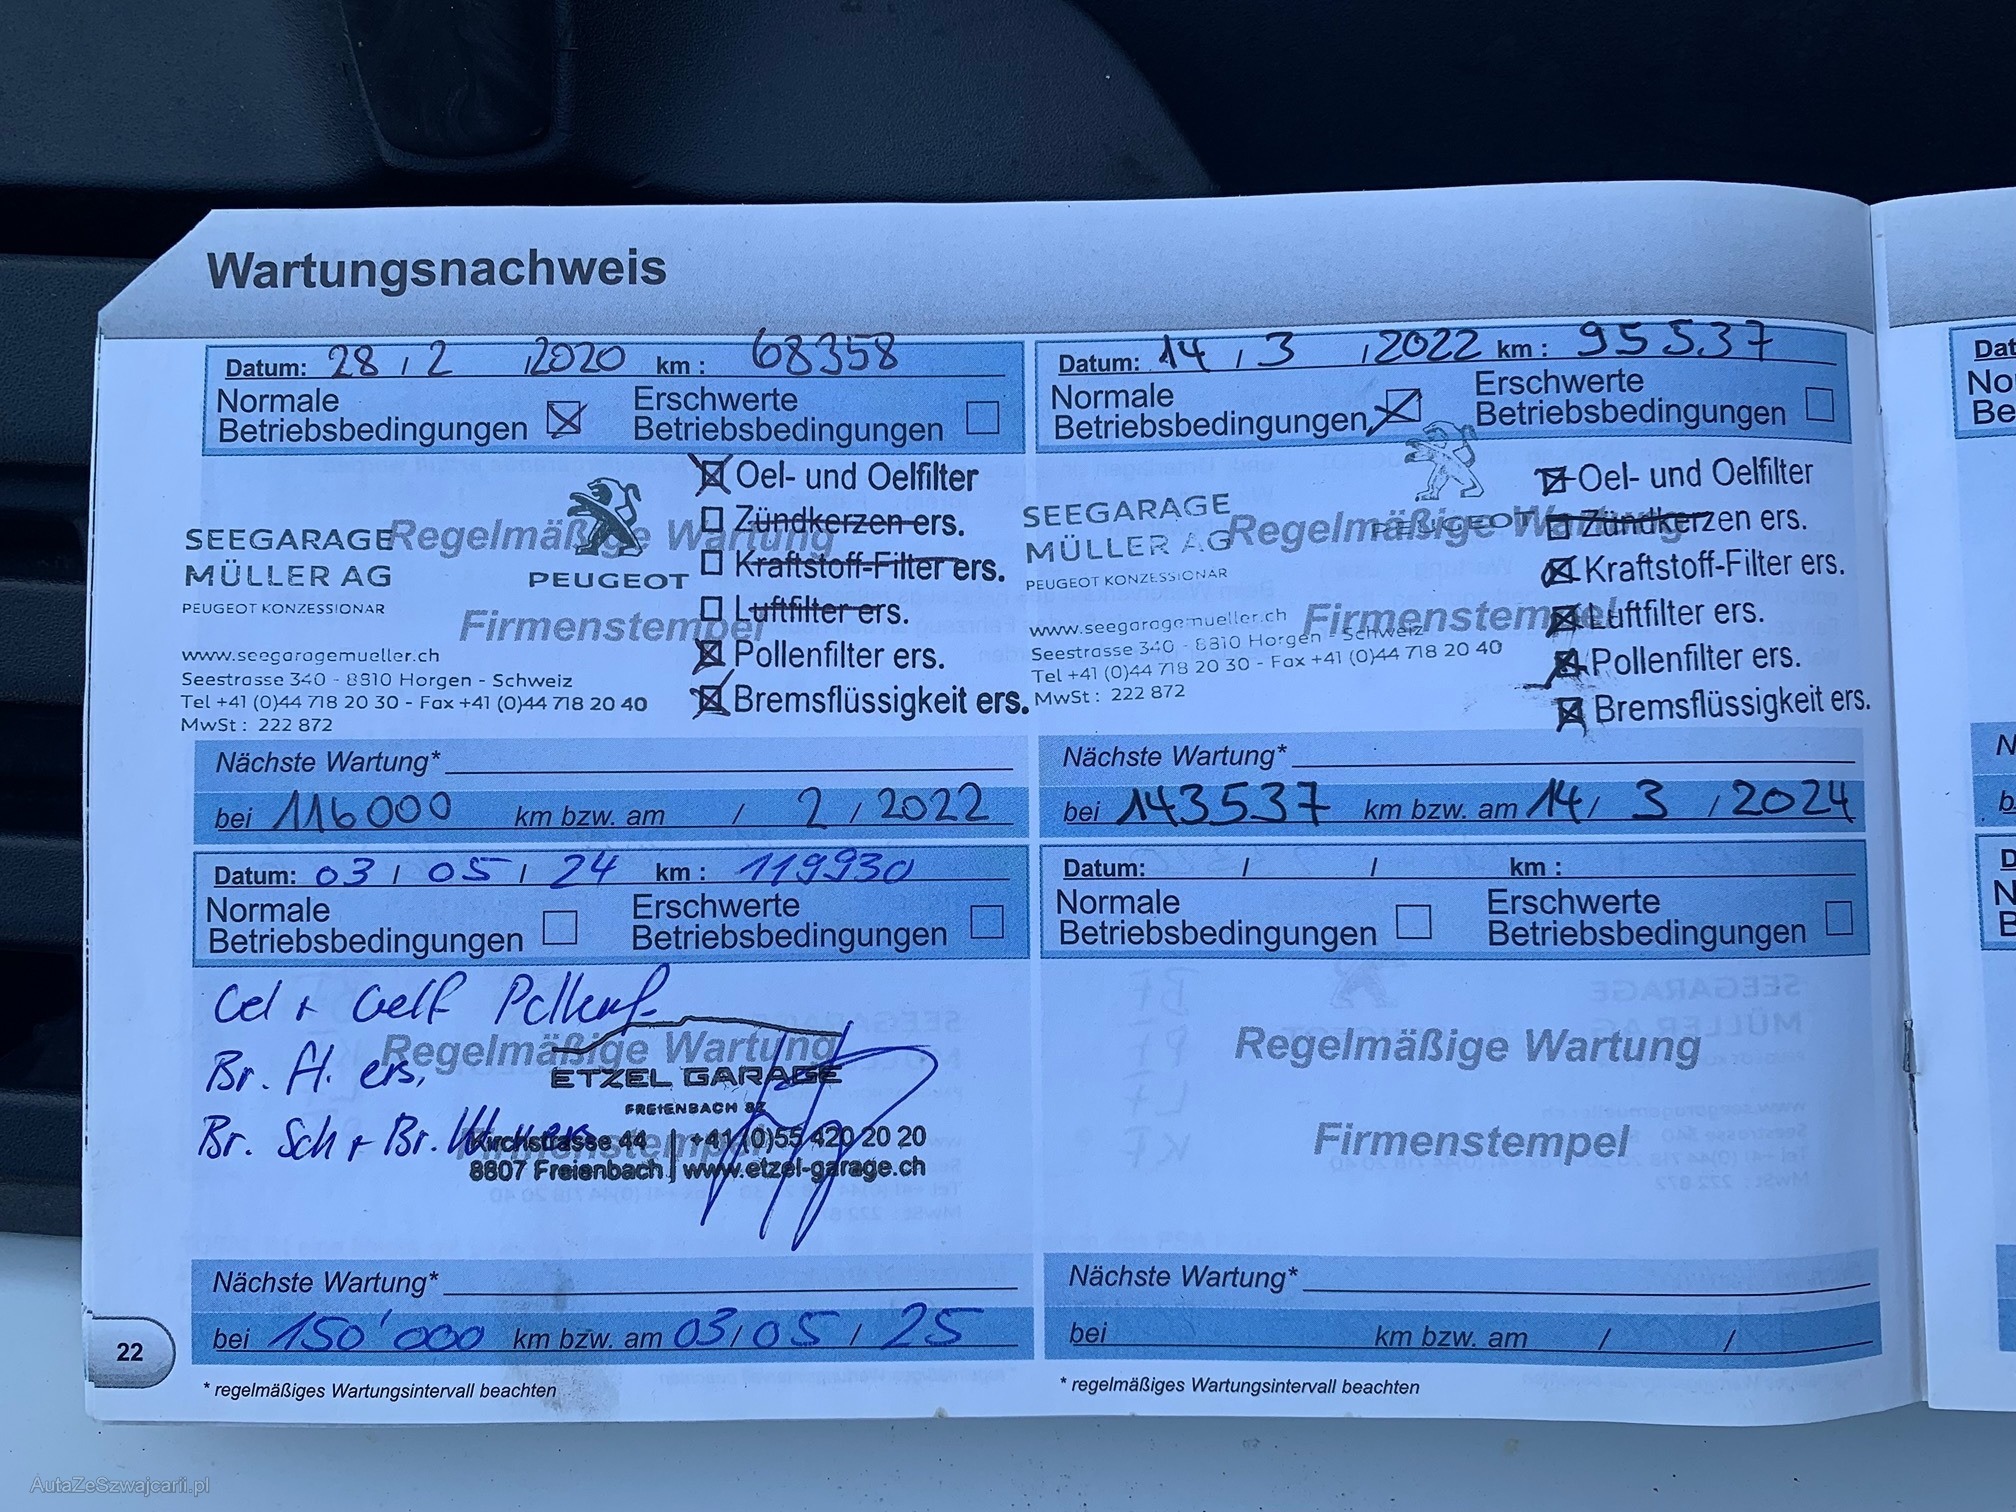 Wartungsnachweis
Datum: 28 / 2 / 2020 km : 68358
Normale
Betriebsbedingungen
Erschwerte
Betriebsbedingungen
Regelmäßige Wartung
Firmenstempel
SEEGARAGE
MÜLLER AG
PEUGEOT KONZESSIONAR
PEUGEOT
www.seegaragemueller.ch
Seestrasse 340 - 8810 Horgen - Schweiz
Tel +41 (0)44 718 20 30 - Fax +41 (0)44 718 20 40
MwSt : 222 872
Oel- und Oelfilter
Zündkerzen ers.
Kraftstoff-Filter ers.
Luftfilter ers.
Pollenfilter ers.
Bremsflüssigkeit ers.
Nächste Wartung*
bei 116000 km bzw. am / 2 / 2022
Datum: 14 / 3 / 2022 km : 95537
Normale
Betriebsbedingungen
Erschwerte
Betriebsbedingungen
Regelmäßige Wartung
Firmenstempel
SEEGARAGE
MÜLLER AG
PEUGEOT KONZESSIONAR
PEUGEOT
www.seegaragemueller.ch
Seestrasse 340 - 8810 Horgen - Schweiz
Tel +41 (0)44 718 20 30 - Fax +41 (0)44 718 20 40
MwSt : 222 872
Oel- und Oelfilter
Zündkerzen ers.
Kraftstoff-Filter ers.
Luftfilter ers.
Pollenfilter ers.
Bremsflüssigkeit ers.
Nächste Wartung*
bei 143537 km bzw. am 14 / 3 / 2024
Datum: 03 / 05 / 24 km : 119930
Normale
Betriebsbedingungen
Erschwerte
Betriebsbedingungen
Oel + Oelf Pollenf.
Br. fl. ers.
Br. Sch + Br.
Regelmäßige Wartung
Firmenstempel
ETZEL GARAGE
FREIENBACH SZ
Kirchstrasse 44 | +41 (0)55 420 20 20
8807 Freienbach | www.etzel-garage.ch
Nächste Wartung*
bei 150'000 km bzw. am 03 / 05 / 25
* regelmäßiges Wartungsintervall beachten
Datum: / / km :
Normale
Betriebsbedingungen
Erschwerte
Betriebsbedingungen
Regelmäßige Wartung
Firmenstempel
Nächste Wartung*
bei km bzw. am / /
* regelmäßiges Wartungsintervall beachten
22
Dat
No
Be
AutaZeSzwajcarii.pl